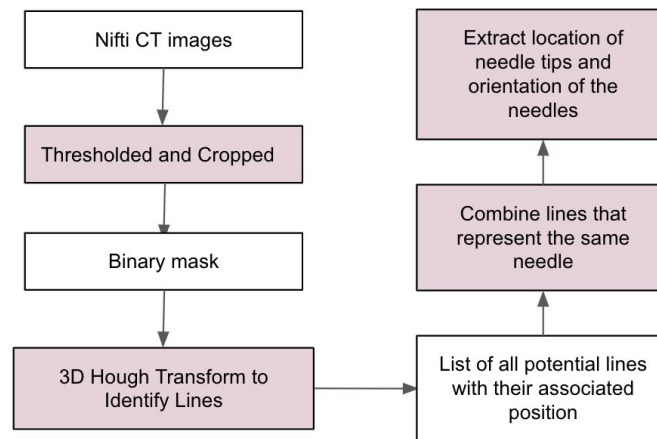 Nifti CT images
Thresholded and Cropped
Binary mask
3D Hough Transform to
Identify Lines
List of all potential lines
with their associated
position
Combine lines that
represent the same
needle
Extract location of
needle tips and
orientation of the
needles